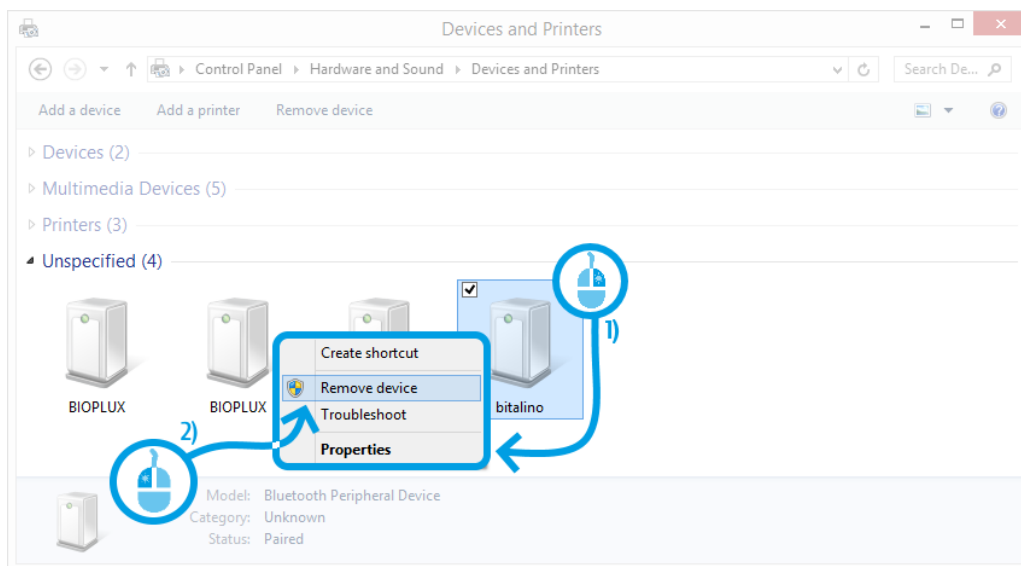 Devices and Printers
Control Panel Hardware and Sound Devices and Printers
Search De...
Add a device Add a printer Remove device
Devices (2)
Multimedia Devices (5)
Printers (3)
Unspecified (4)
1)
Create shortcut
Remove device
Troubleshoot
Properties
BIOPLUX BIOPLUX bitalino
2)
Model: Bluetooth Peripheral Device
Category: Unknown
Status: Paired